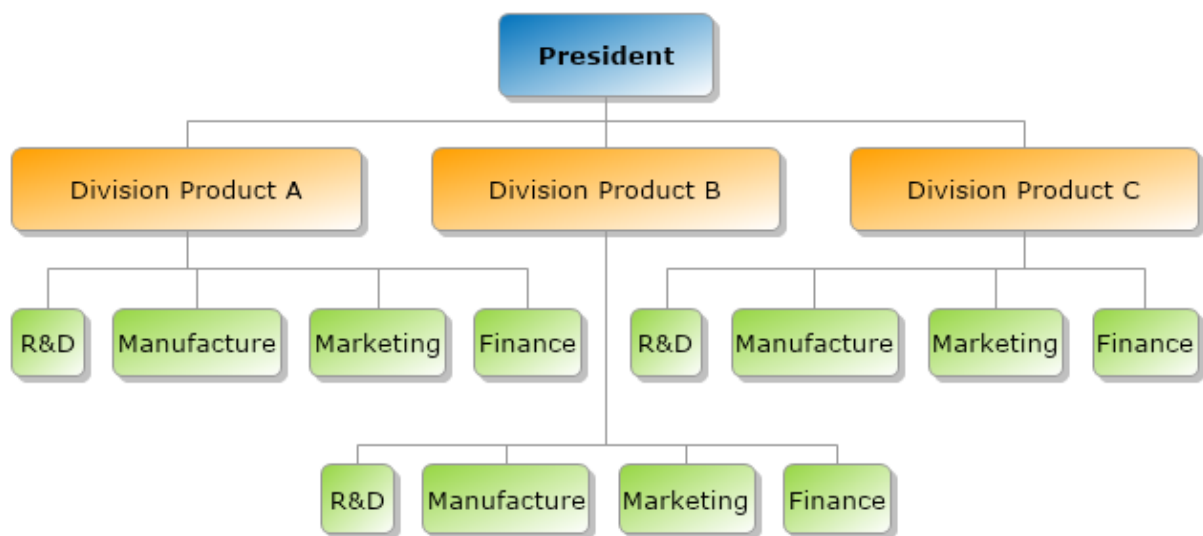 President
Division Product A
Division Product B
Division Product C
R&D
Manufacture
Marketing
Finance
R&D
Manufacture
Marketing
Finance
R&D
Manufacture
Marketing
Finance